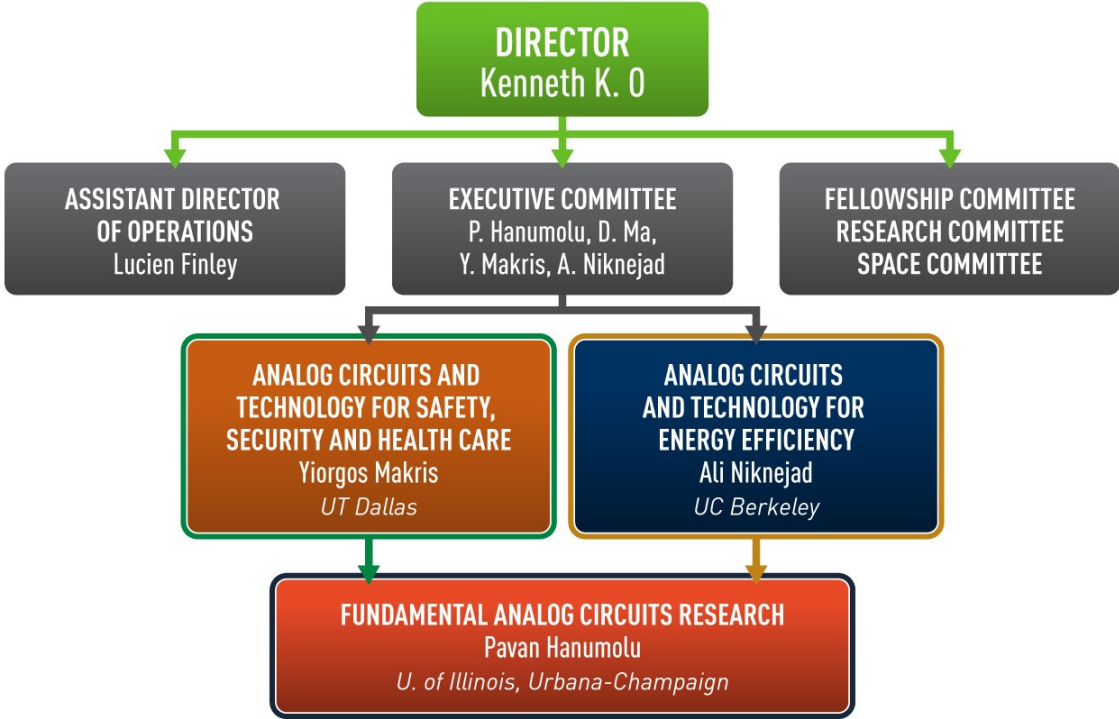 DIRECTOR
Kenneth K. O
ASSISTANT DIRECTOR
OF OPERATIONS
Lucien Finley
EXECUTIVE COMMITTEE
P. Hanumolu, D. Ma,
Y. Makris, A. Niknejad
FELLOWSHIP COMMITTEE
RESEARCH COMMITTEE
SPACE COMMITTEE
ANALOG CIRCUITS AND
TECHNOLOGY FOR SAFETY,
SECURITY AND HEALTH CARE
Yiorgos Makris
UT Dallas
ANALOG CIRCUITS
AND TECHNOLOGY FOR
ENERGY EFFICIENCY
Ali Niknejad
UC Berkeley
FUNDAMENTAL ANALOG CIRCUITS RESEARCH
Pavan Hanumolu
U. of Illinois, Urbana-Champaign